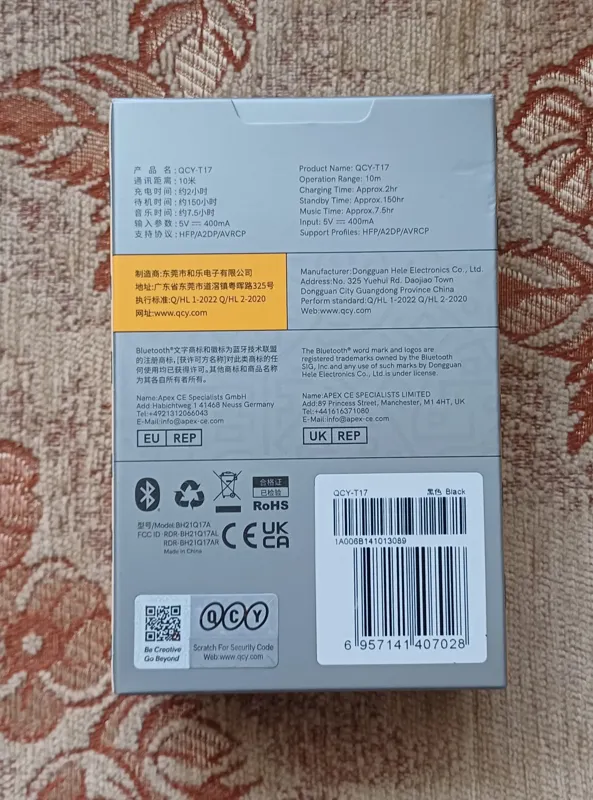 产 品 名: QCY-T17
通讯距离: 10米
充电时间: 约2小时
待机时间: 约150小时
音乐时间: 约7.5小时
输入参数: 5V ⎓ 400mA
支持协议: HFP/A2DP/AVRCP
Product Name: QCY-T17
Operation Range: 10m
Charging Time: Approx.2hr
Standby Time: Approx.150hr
Music Time: Approx.7.5hr
Input: 5V ⎓ 400mA
Support Profiles: HFP/A2DP/AVRCP
制造商:东莞市和乐电子有限公司
地址:广东省东莞市道滘镇粤晖路325号
执行标准:Q/HL 1-2022 Q/HL 2-2020
网址:www.qcy.com
Manufacturer:Dongguan Hele Electronics Co., Ltd.
Address:No. 325 Yuehui Rd. Daojiao Town
Dongguan City Guangdong Province China
Perform standard:Q/HL 1-2022 Q/HL 2-2020
Web:www.qcy.com
Bluetooth®文字商标和徽标为蓝牙技术联盟
的注册商标, [获许可方名称]对此类商标的任
何使用均已获得许可。其他商标和商品名称
为其各自所有者所有。
Name:Apex CE Specialists GmbH
Add:Habichtweg 1 41468 Neuss Germany
Tel:+4921312066043
E-Mail:info@apex-ce.com
EU REP
The Bluetooth® word mark and logos are
registered trademarks owned by the Bluetooth
SIG, Inc.and any use of such marks by Dongguan
Hele Electronics Co., Ltd.is under license.
Name:APEX CE SPECIALISTS LIMITED
Add:89 Princess Street, Manchester, M1 4HT, UK.
Tel:+441616371080
E-Mail:info@apex-ce.com
UK REP
合格证
已检验
RoHS
型号/Model:BH21Q17A
FCC ID: RDR-BH21Q17AL
RDR-BH21Q17AR
Made in China
CE
UK
CA
QCY-T17 黑色 Black
1A006B141013089
6 957141 407028
Be Creative
Go Beyond
QCY
Scratch For Security Code
Web:www.qcy.com